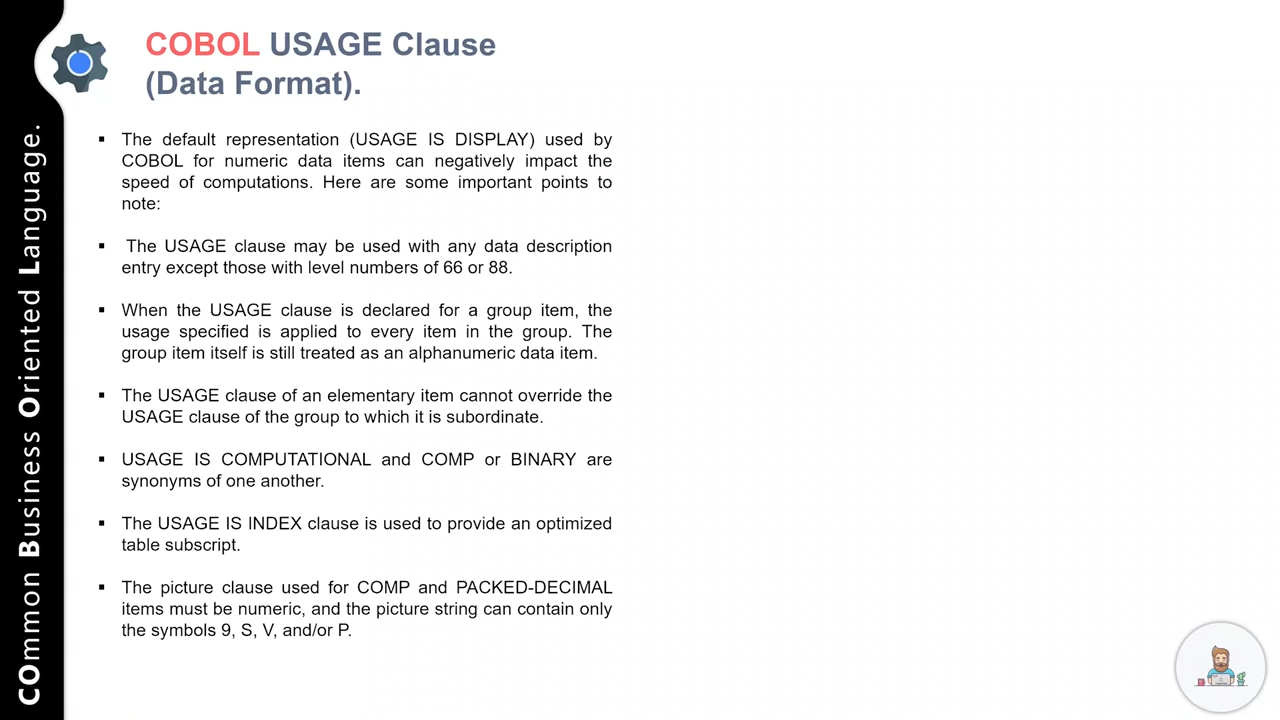 COmmon Business Oriented Language.
COBOL USAGE Clause
(Data Format).
▪ The default representation (USAGE IS DISPLAY) used by
COBOL for numeric data items can negatively impact the
speed of computations. Here are some important points to
note:
▪ The USAGE clause may be used with any data description
entry except those with level numbers of 66 or 88.
▪ When the USAGE clause is declared for a group item, the
usage specified is applied to every item in the group. The
group item itself is still treated as an alphanumeric data item.
▪ The USAGE clause of an elementary item cannot override the
USAGE clause of the group to which it is subordinate.
▪ USAGE IS COMPUTATIONAL and COMP or BINARY are
synonyms of one another.
▪ The USAGE IS INDEX clause is used to provide an optimized
table subscript.
▪ The picture clause used for COMP and PACKED-DECIMAL
items must be numeric, and the picture string can contain only
the symbols 9, S, V, and/or P.